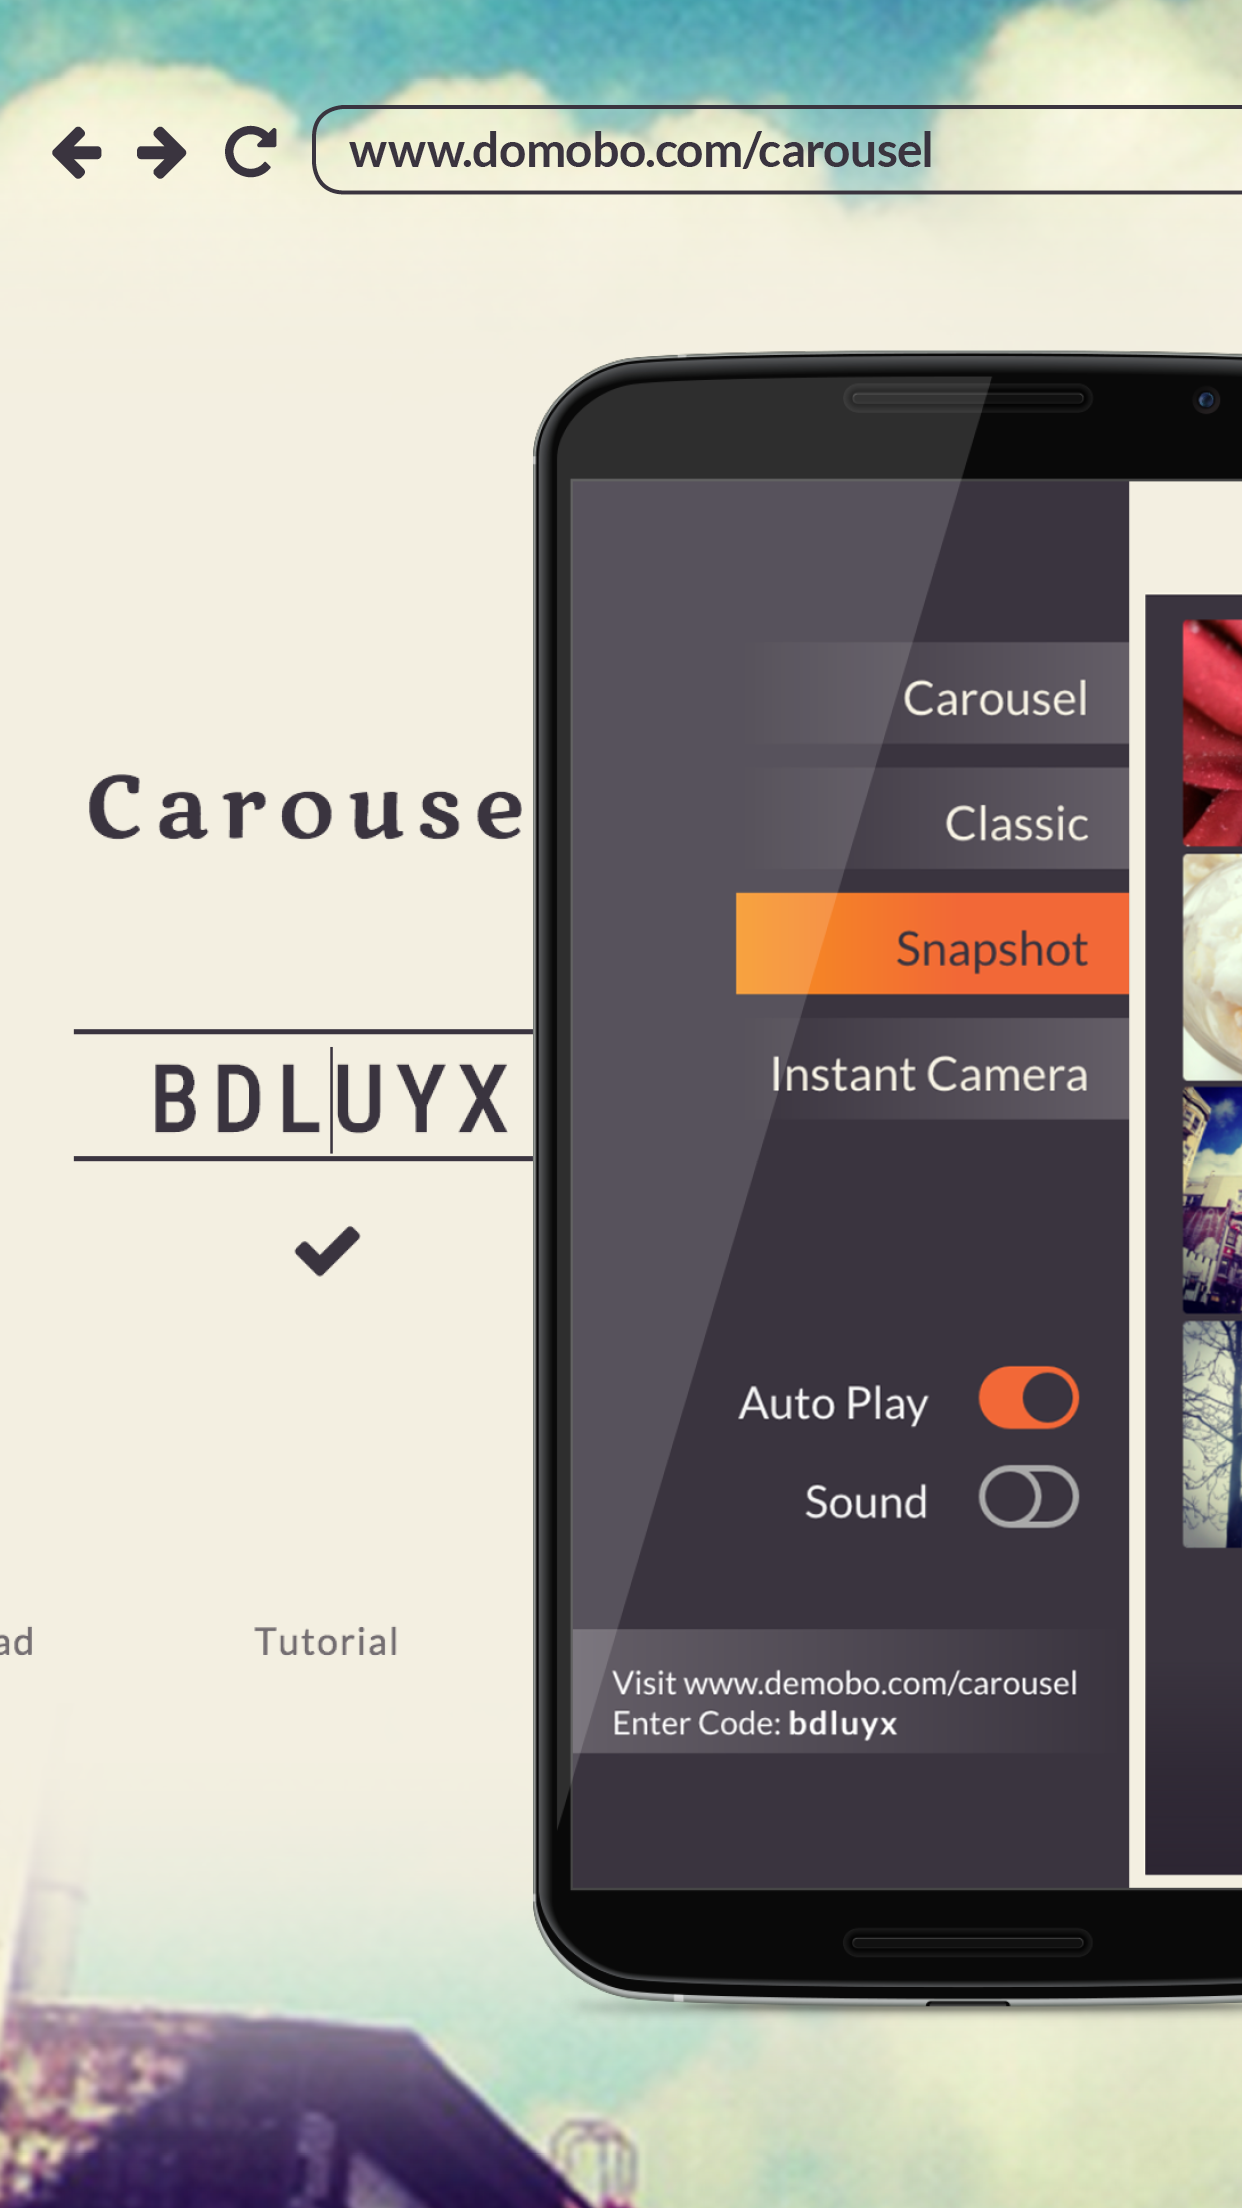 www.domobo.com/carousel
Carouse
BDLUYX
ad
Tutorial
Carousel
Classic
Snapshot
Instant Camera
Auto Play
Sound
Visit www.demobo.com/carousel
Enter Code: bdluyx